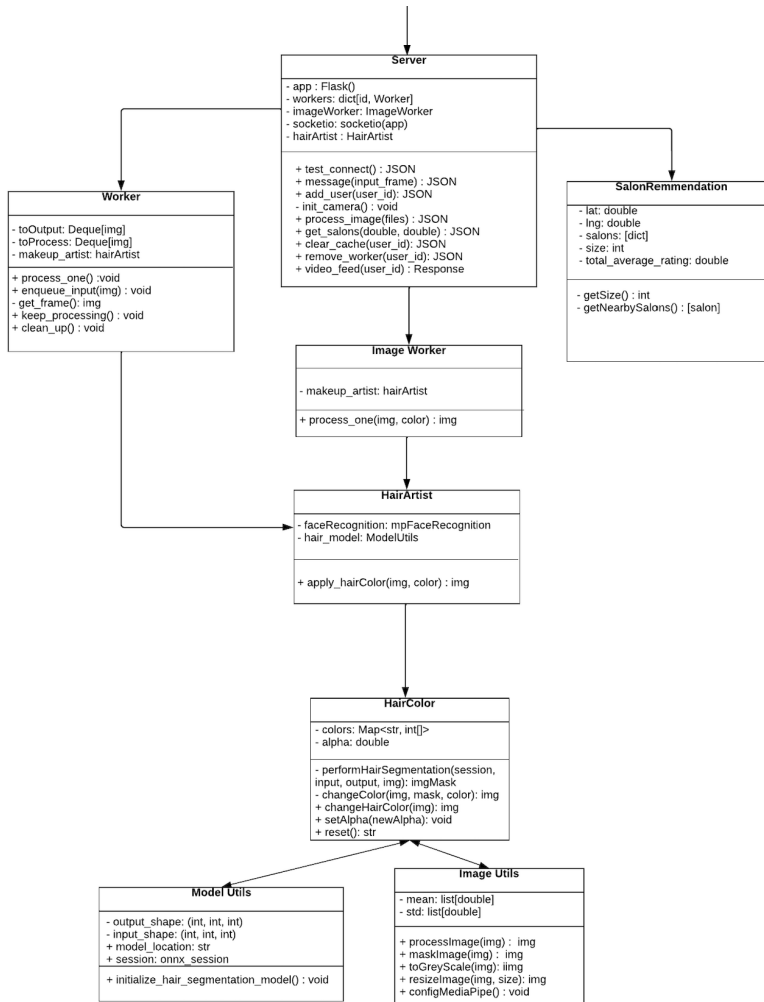 Server
- app : Flask()
- workers: dict[id, Worker]
- imageWorker: ImageWorker
- socketio: socketio(app)
- hairArtist : HairArtist
+ test_connect() : JSON
+ message(input_frame) : JSON
+ add_user(user_id) : JSON
-init_camera() : void
+ process_image(files) : JSON
+ get_salons(double, double) : JSON
+ clear_cache(user_id): JSON
+ remove_worker(user_id): JSON
+ video_feed(user_id) : Response
Worker
- toOutput: Deque[img]
- toProcess: Deque[img]
- makeup_artist: hairArtist
+ process_one() :void
+ enqueue_input(img) : void
- get_frame(): img
+ keep_processing() : void
+ clean_up() : void
SalonRemmendation
- lat: double
- lng: double
- salons: [dict]
- size: int
- total_average_rating: double
- getSize() : int
- getNearbySalons() : [salon]
Image Worker
- makeup_artist: hairArtist
+ process_one(img, color) : img
HairArtist
- faceRecognition: mpFaceRecognition
- hair_model: ModelUtils
+ apply_hairColor(img, color) : img
HairColor
- colors: Map<str, int[]>
- alpha: double
- performHairSegmentation(session,
input, output, img): imgMask
- changeColor(img, mask, color): img
+ changeHairColor(img): img
+ setAlpha(newAlpha): void
+ reset(): str
Model Utils
- output_shape: (int, int, int)
- input_shape: (int, int, int)
+ model_location: str
+ session: onnx_session
+ initialize_hair_segmentation_model() : void
Image Utils
- mean: list[double]
- std: list[double]
+ processImage(img) : img
+ maskImage(img) : img
+ toGreyScale(img): iimg
+ resizeImage(img, size): img
+ configMediaPipe() : void